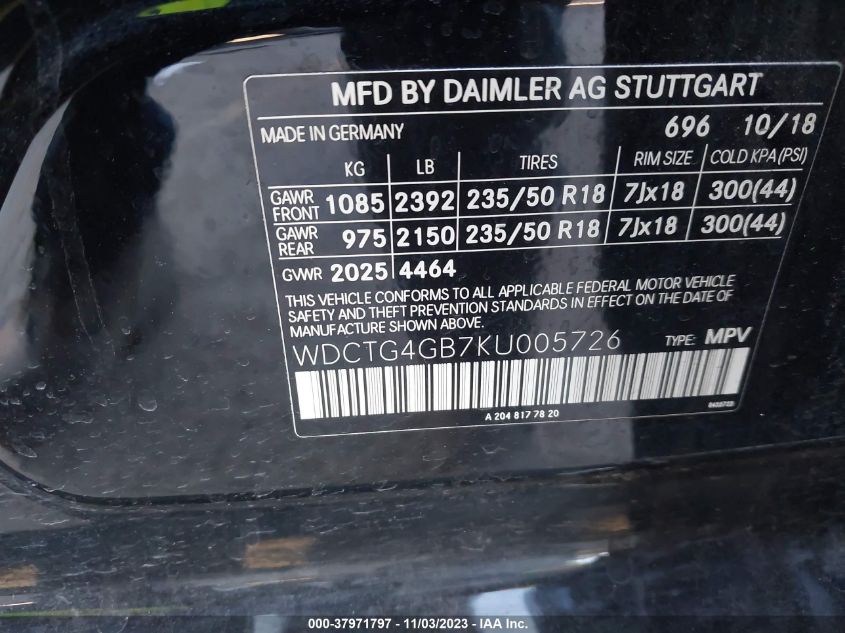 MFD BY DAIMLER AG STUTTGART
MADE IN GERMANY 696 10/18
KG LB TIRES RIM SIZE COLD KPA (PSI)
GAWR FRONT 1085 2392 235/50 R18 7Jx18 300(44)
GAWR REAR 975 2150 235/50 R18 7Jx18 300(44)
GVWR 2025 4464
THIS VEHICLE CONFORMS TO ALL APPLICABLE FEDERAL MOTOR VEHICLE
SAFETY AND THEFT PREVENTION STANDARDS IN EFFECT ON THE DATE OF
MANUFACTURE SHOWN ABOVE.
WDCTG4GB7KU005726 TYPE: MPV
A 204 817 78 20
000-37971797 - 11/03/2023 - IAA Inc.